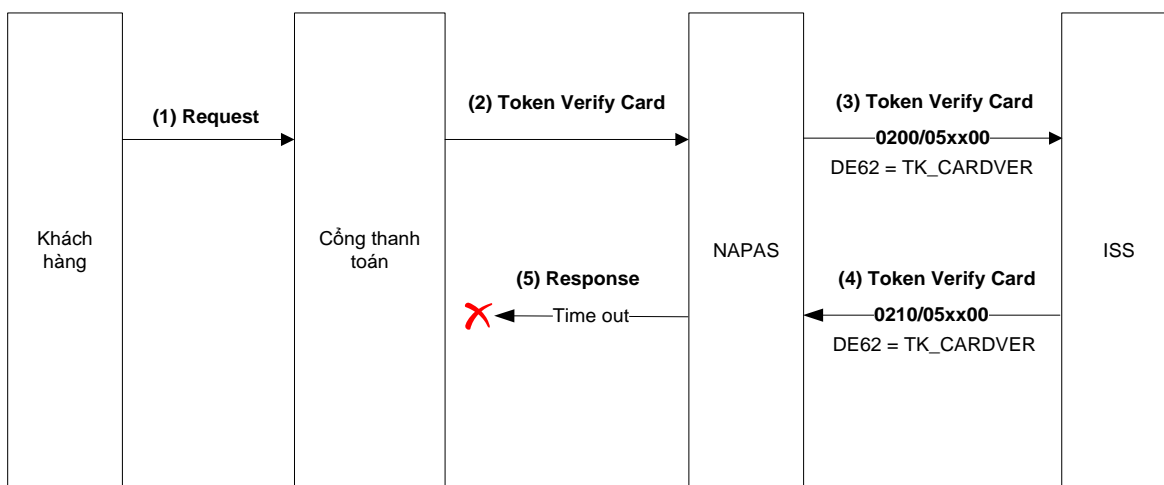 (1) Request
(2) Token Verify Card
(3) Token Verify Card
0200/05xx00
DE62 = TK_CARDVER
Khách
hàng
Cổng thanh
toán
NAPAS
ISS
(5) Response
Time out
(4) Token Verify Card
0210/05xx00
DE62 = TK_CARDVER